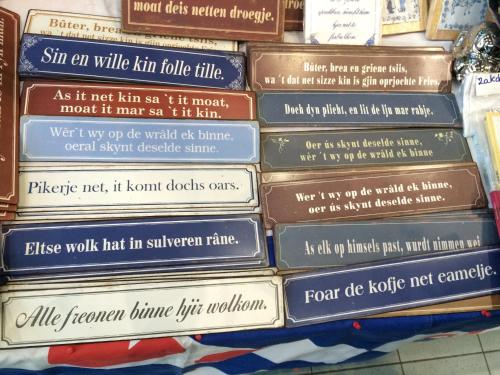 moat deis netten droegje.
Bûter, brea
en griene tsiis,
Sin en wille kin folle tille.
As it net kin sa `t it moat,
moat it mar sa `t it kin.
Wêr`t wy op de wrâld ek binne,
oeral skynt deselde sinne.
Pikerje net, it komt dochs oars.
Eltse wolk hat in sulveren râne.
Alle freonen binne hjir wolkom.
Bûter, brea en griene tsiis,
wa `t dat net sizze kin is gjin oprjochte Fries.
Doch dyn plicht, en lit de lju mar rabje.
Oer ús skynt deselde sinne,
wêr `t wy op de wrâld ek binne
Wer `t wy op de wrâld ek binne,
oer ús skynt deselde sinne.
As elk op himsels past, wurdt nimmen
Foar de kofje net eamelje.